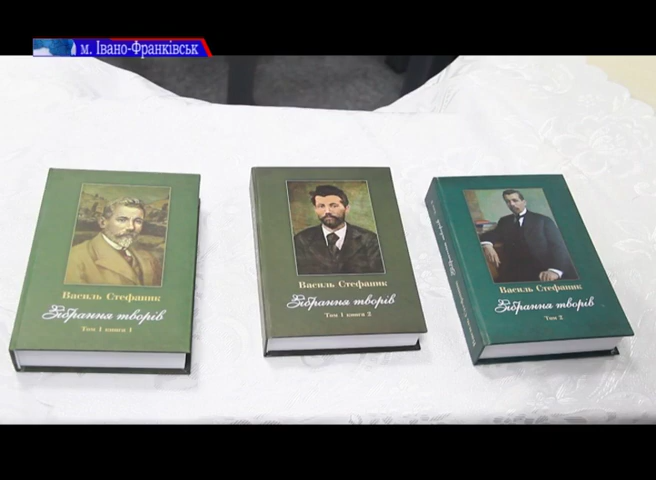 м. Івано-Франківськ
Василь Стефаник
Зібрання творів
Том 1 книга 1
Василь Стефаник
Зібрання творів
Том 1 книга 2
Василь Стефаник
Зібрання творів
Том 2